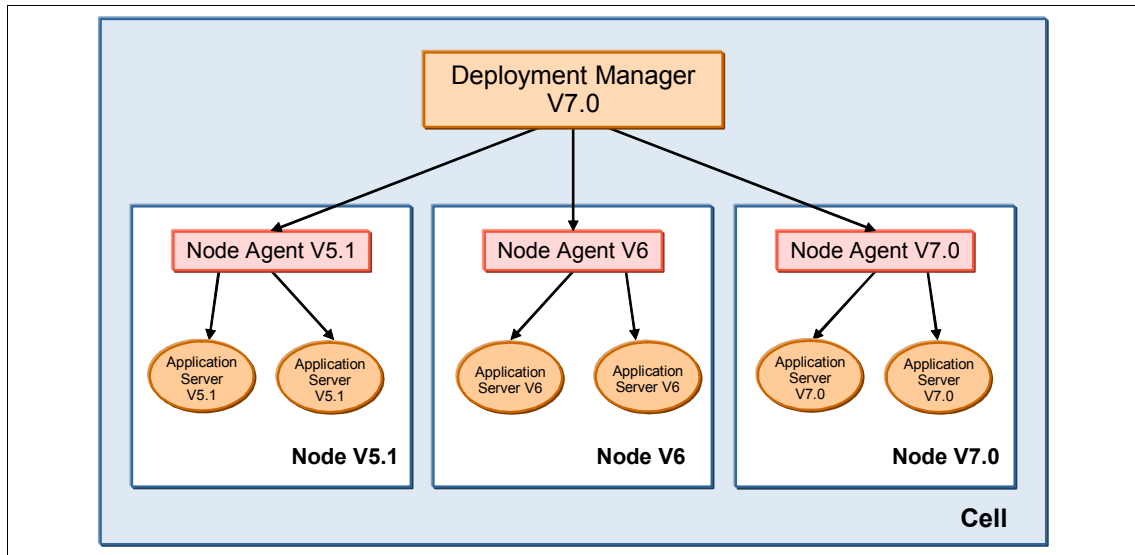 Deployment Manager
V7.0
Node Agent V5.1
Node Agent V6
Node Agent V7.0
Application
Server
V5.1
Application
Server
V5.1
Application
Server V6
Application
Server V6
Application
Server
V7.0
Application
Server
V7.0
Node V5.1
Node V6
Node V7.0
Cell